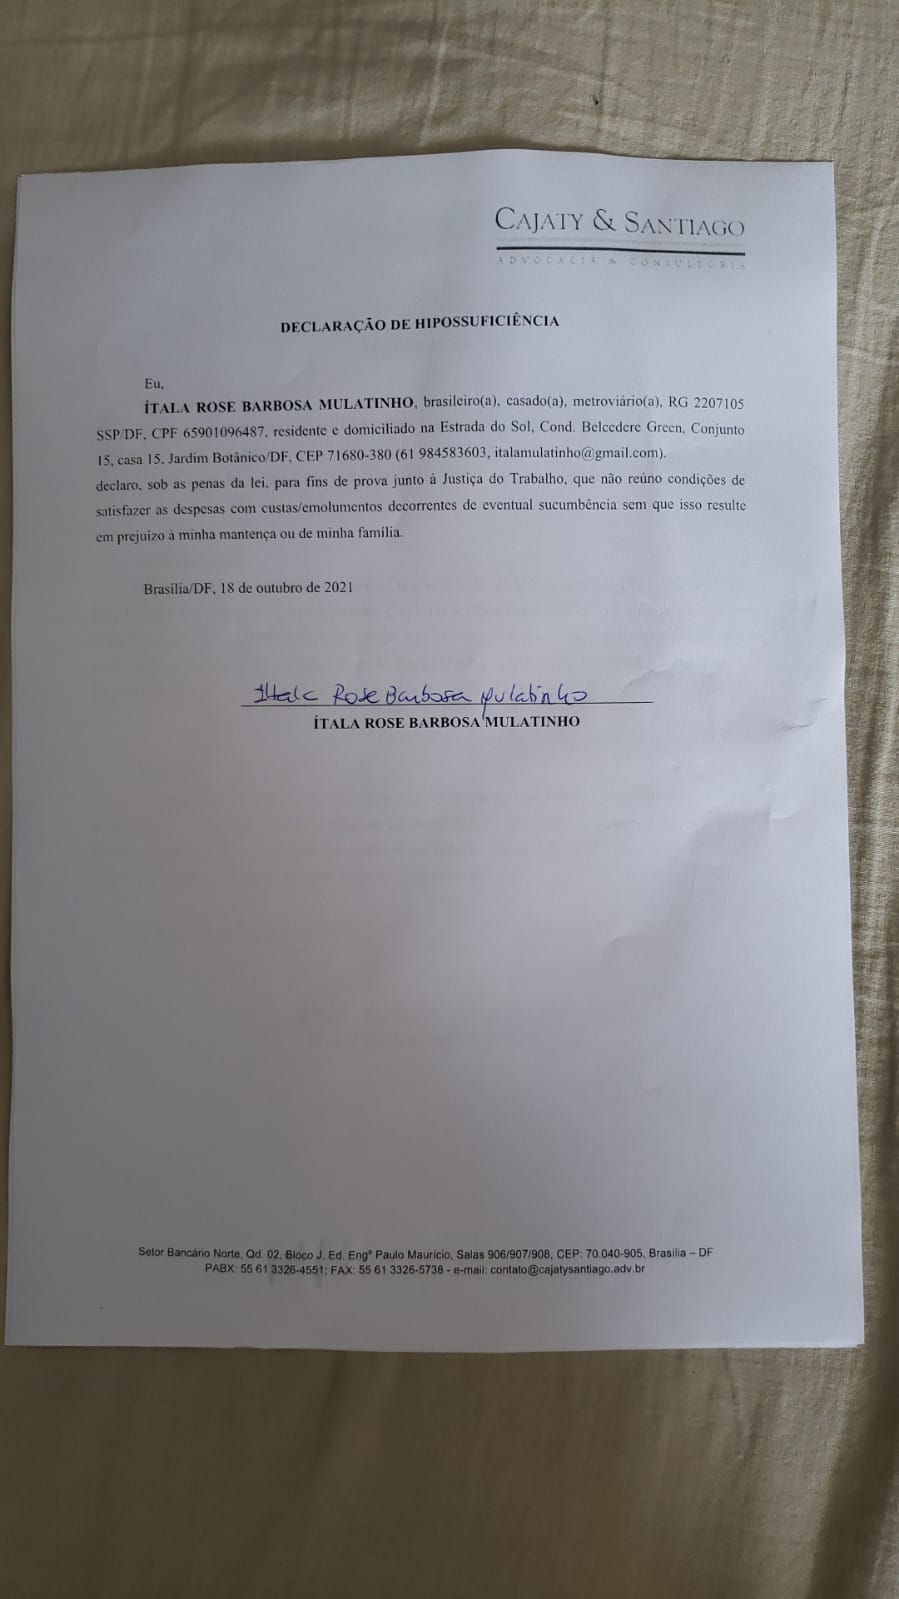 CAJATY & SANTIAGO
ADVOCACIA & CONSULTORIA
DECLARAÇÃO DE HIPOSSUFICIÊNCIA
Eu,
ÍTALA ROSE BARBOSA MULATINHO, brasileiro(a), casado(a), metroviário(a), RG 2207105
SSP/DF, CPF 65901096487, residente e domiciliado na Estrada do Sol, Cond. Belcedere Green, Conjunto
15, casa 15, Jardim Botânico/DF, CEP 71680-380 (61 984583603, italamulatinho@gmail.com).
declaro, sob as penas da lei, para fins de prova junto à Justiça do Trabalho, que não reúno condições de
satisfazer as despesas com custas/emolumentos decorrentes de eventual sucumbência sem que isso resulte
em prejuízo à minha mantença ou de minha família.
Brasília/DF, 18 de outubro de 2021
Itala Rose Barbosa Mulatinho
ÍTALA ROSE BARBOSA MULATINHO
Setor Bancário Norte, Qd. 02, Bloco J, Ed. Engº Paulo Maurício, Salas 906/907/908, CEP: 70.040-905, Brasília – DF
PABX: 55 61 3326-4551; FAX: 55 61 3326-5738 - e-mail: contato@cajatysantiago.adv.br